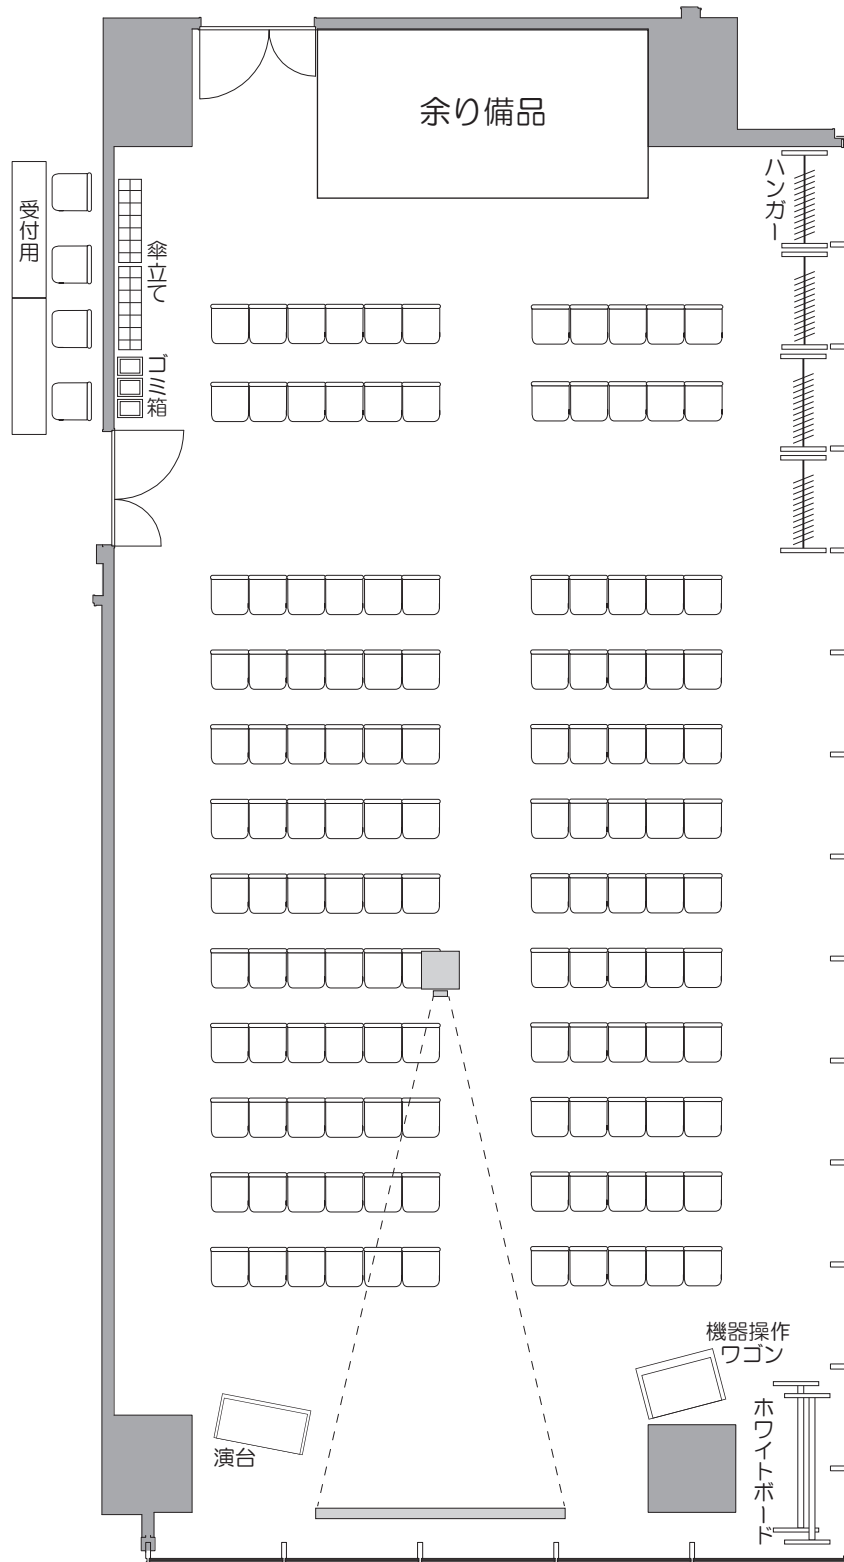 余り備品
ハンガー
受付用
傘立て
ゴミ箱
機器操作
ワゴン
ホワイトボード
演台